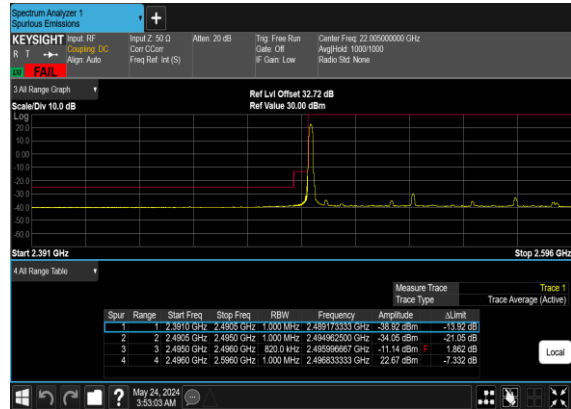 Spectrum Analyzer 1
Spurious Emissions
+
KEYSIGHT Input: RF Input Z: 50 Ω Atten: 20 dB Trig: Free Run Center Freq: 22.005000000 GHz
R T Coupling: DC Corr CCorr Gate: Off Avg|Hold: 1000/1000
Align: Auto Freq Ref: Int (S) IF Gain: Low Radio Std: None
FAIL
3 All Range Graph
Scale/Div 10.0 dB Ref Lvl Offset 32.72 dB
Ref Value 30.00 dBm
Log
20.0
10.00
0.00
-10.0
-20.0
-30.0
-40.0
-50.0
-60.0
Start 2.391 GHz Stop 2.596 GHz
4 All Range Table
Measure Trace Trace 1
Trace Type Trace Average (Active)
Spur Range Start Freq Stop Freq RBW Frequency Amplitude ΔLimit
1 1 2.3910 GHz 2.4905 GHz 1.000 MHz 2.489173333 GHz -38.92 dBm -13.92 dB
2 2 2.4905 GHz 2.4950 GHz 1.000 MHz 2.494962500 GHz -34.05 dBm -21.05 dB
3 3 2.4950 GHz 2.4960 GHz 820.0 kHz 2.495996667 GHz -11.14 dBm 1.862 dB
4 4 2.4960 GHz 2.5960 GHz 1.000 MHz 2.496833333 GHz 22.67 dBm -7.332 dB
Local
? May 24, 2024
3:53:03 AM